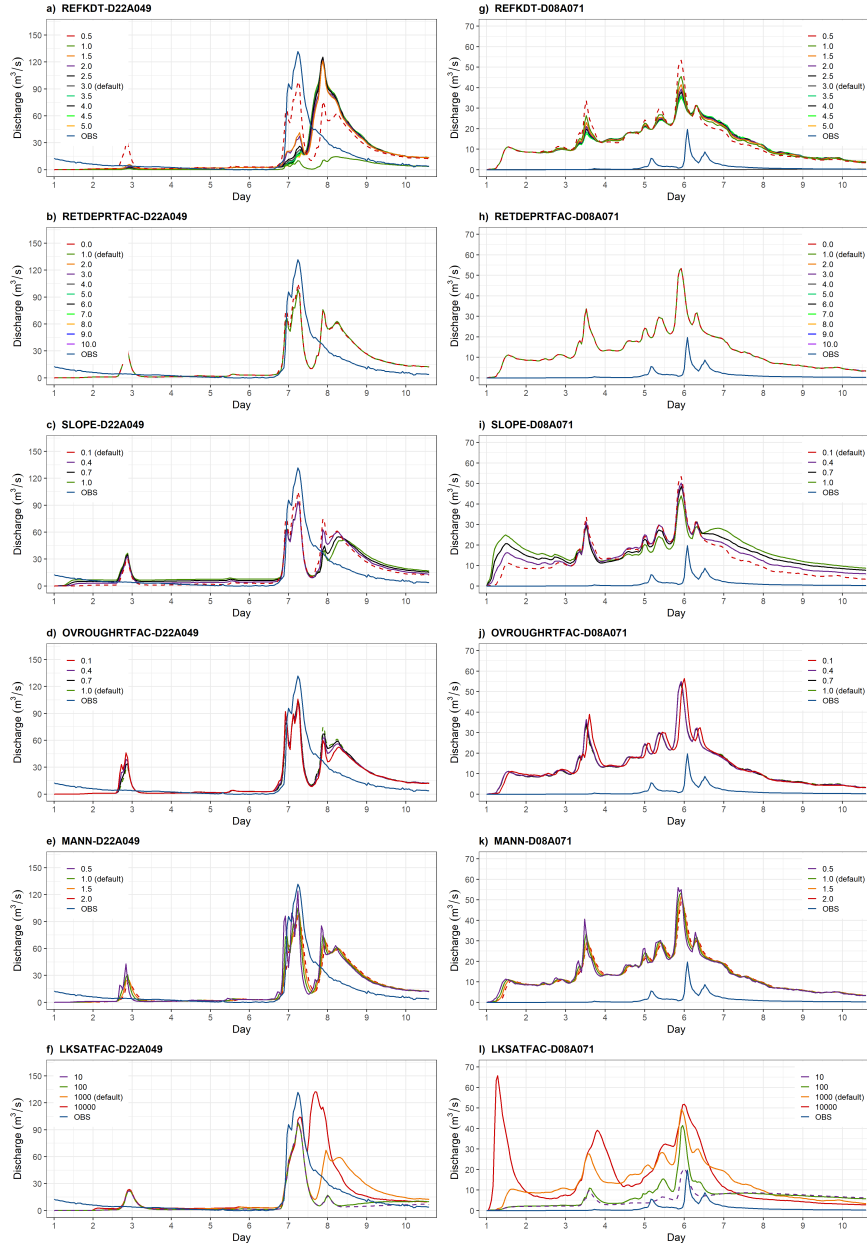 a) REFKDT-D22A049
150
120
90
60
30
0
Discharge (m³/s)
0.5
1.0
1.5
2.0
2.5
3.0 (default)
3.5
4.0
4.5
5.0
OBS
1 2 3 4 5 6 7 8 9 10
Day
g) REFKDT-D08A071
70
60
50
40
30
20
10
0
Discharge (m³/s)
0.5
1.0
1.5
2.0
2.5
3.0 (default)
3.5
4.0
4.5
5.0
OBS
1 2 3 4 5 6 7 8 9 10
Day
b) RETDEPRTFAC-D22A049
150
120
90
60
30
0
Discharge (m³/s)
0.0
1.0 (default)
2.0
3.0
4.0
5.0
6.0
7.0
8.0
9.0
10.0
OBS
1 2 3 4 5 6 7 8 9 10
Day
h) RETDEPRTFAC-D08A071
70
60
50
40
30
20
10
0
Discharge (m³/s)
0.0
1.0 (default)
2.0
3.0
4.0
5.0
6.0
7.0
8.0
9.0
10.0
OBS
1 2 3 4 5 6 7 8 9 10
Day
c) SLOPE-D22A049
150
120
90
60
30
0
Discharge (m³/s)
0.1 (default)
0.4
0.7
1.0
OBS
1 2 3 4 5 6 7 8 9 10
Day
i) SLOPE-D08A071
70
60
50
40
30
20
10
0
Discharge (m³/s)
0.1 (default)
0.4
0.7
1.0
OBS
1 2 3 4 5 6 7 8 9 10
Day
d) OVROUGHRTFAC-D22A049
150
120
90
60
30
0
Discharge (m³/s)
0.1
0.4
0.7
1.0 (default)
OBS
1 2 3 4 5 6 7 8 9 10
Day
j) OVROUGHRTFAC-D08A071
70
60
50
40
30
20
10
0
Discharge (m³/s)
0.1
0.4
0.7
1.0 (default)
OBS
1 2 3 4 5 6 7 8 9 10
Day
e) MANN-D22A049
150
120
90
60
30
0
Discharge (m³/s)
0.5
1.0 (default)
1.5
2.0
OBS
1 2 3 4 5 6 7 8 9 10
Day
k) MANN-D08A071
70
60
50
40
30
20
10
0
Discharge (m³/s)
0.5
1.0 (default)
1.5
2.0
OBS
1 2 3 4 5 6 7 8 9 10
Day
f) LKSATFAC-D22A049
150
120
90
60
30
0
Discharge (m³/s)
10
100
1000 (default)
10000
OBS
1 2 3 4 5 6 7 8 9 10
Day
l) LKSATFAC-D08A071
70
60
50
40
30
20
10
0
Discharge (m³/s)
10
100
1000 (default)
10000
OBS
1 2 3 4 5 6 7 8 9 10
Day